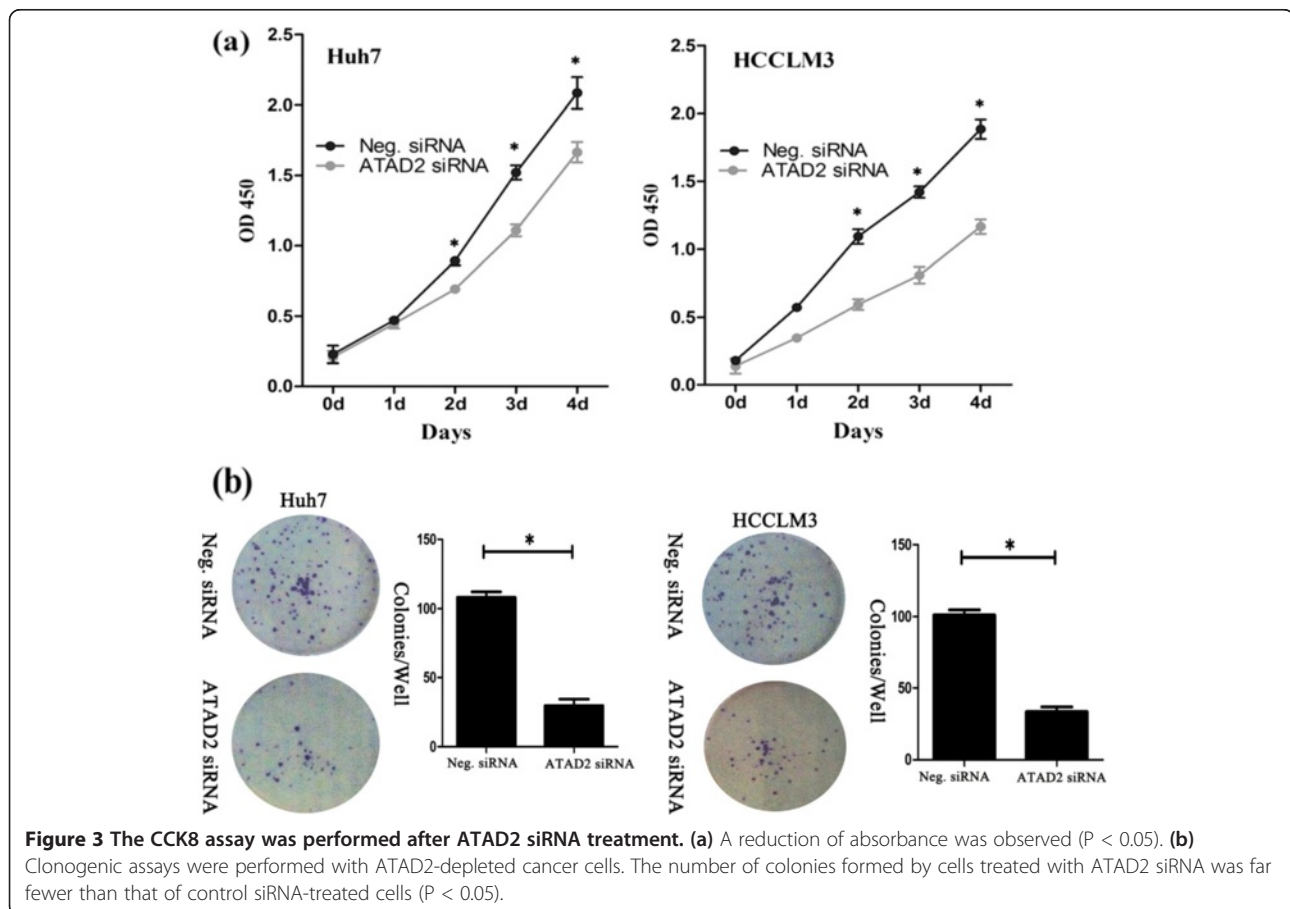 (a)
Huh7
2.5
2.0
1.5
1.0
0.5
0.0
OD 450
Neg. siRNA
ATAD2 siRNA
*
*
*
0d 1d 2d 3d 4d
Days
HCCLM3
2.5
2.0
1.5
1.0
0.5
0.0
OD 450
Neg. siRNA
ATAD2 siRNA
*
*
*
0d 1d 2d 3d 4d
Days
(b)
Huh7
Neg. siRNA
ATAD2 siRNA
150
100
50
0
Colonies/Well
*
Neg. siRNA ATAD2 siRNA
HCCLM3
Neg. siRNA
ATAD2 siRNA
150
100
50
0
Colonies/Well
*
Neg. siRNA ATAD2 siRNA
Figure 3 The CCK8 assay was performed after ATAD2 siRNA treatment. (a) A reduction of absorbance was observed (P < 0.05). (b)
Clonogenic assays were performed with ATAD2-depleted cancer cells. The number of colonies formed by cells treated with ATAD2 siRNA was far
fewer than that of control siRNA-treated cells (P < 0.05).